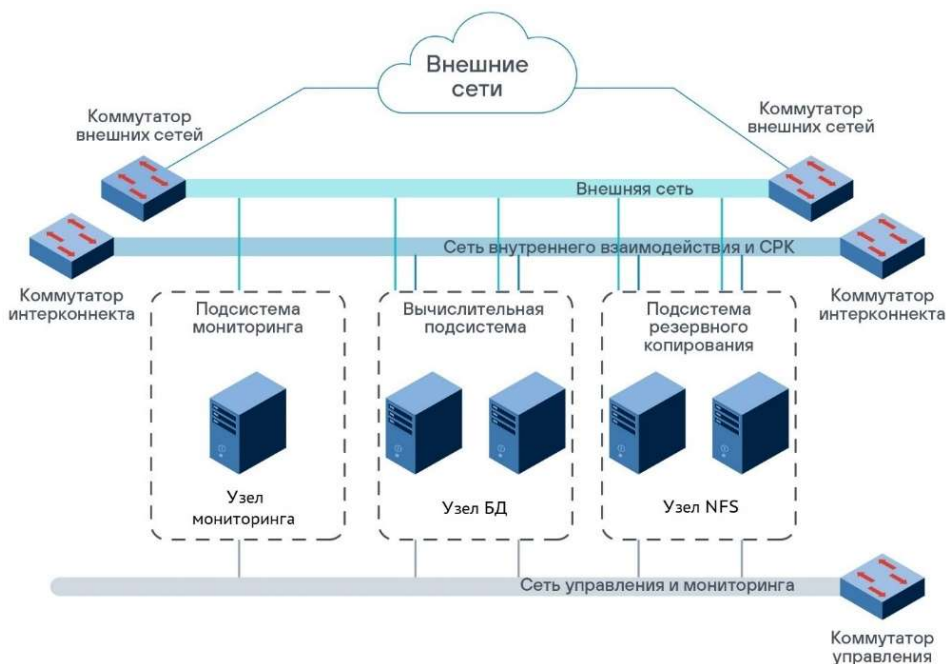 Внешние
сети
Коммутатор
внешних сетей
Коммутатор
внешних сетей
Внешняя сеть
Сеть внутреннего взаимодействия и СРК
Коммутатор
интерконнекта
Коммутатор
интерконнекта
Подсистема
мониторинга
Вычислительная
подсистема
Подсистема
резервного
копирования
Узел
мониторинга
Узел БД
Узел NFS
Сеть управления и мониторинга
Коммутатор
управления